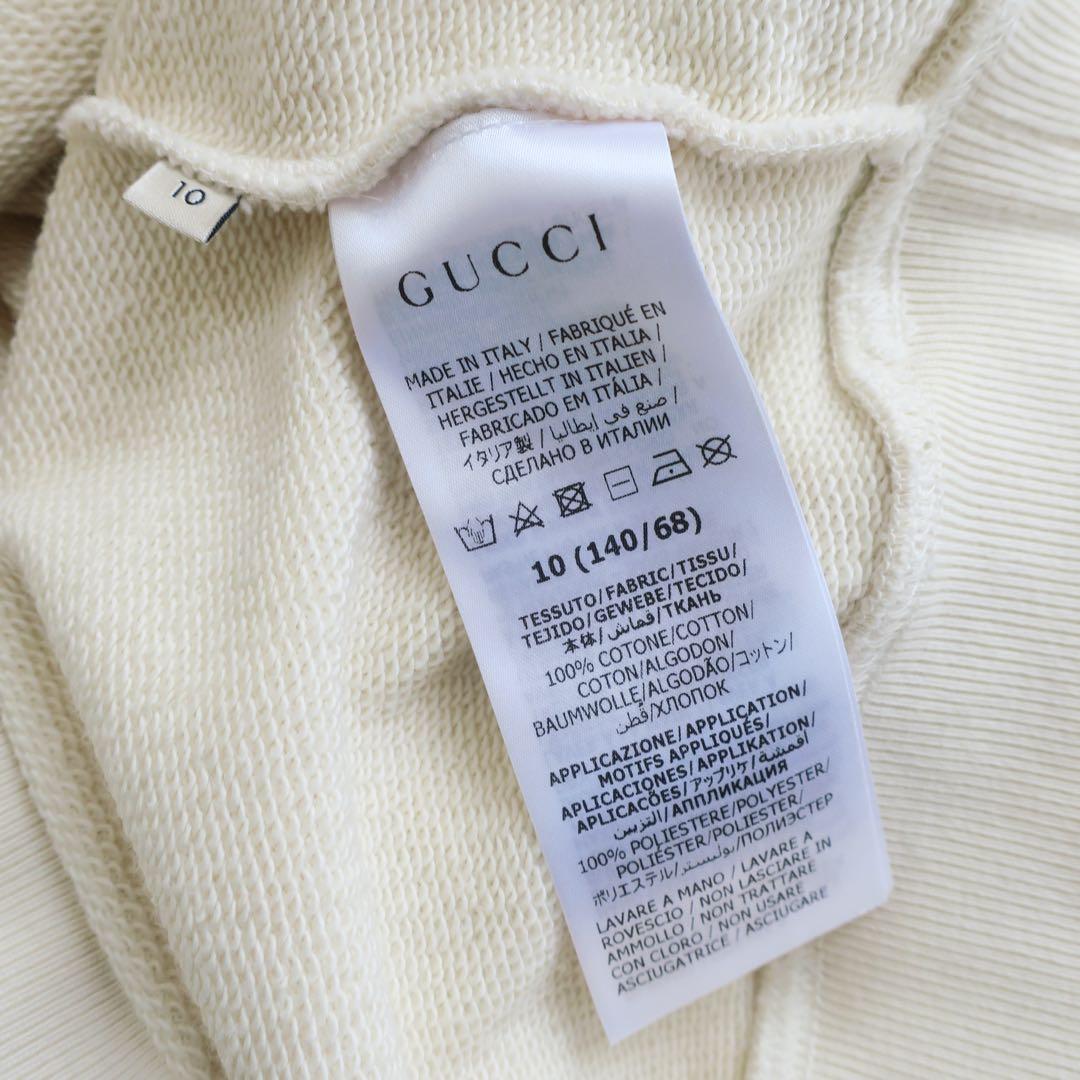 10
GUCCI
MADE IN ITALY / FABRIQUÉ EN
ITALIE / HECHO EN ITALIA /
HERGESTELLT IN ITALIEN /
FABRICADO EM ITÁLIA /
イタリア製 / صنع في إيطاليا /
СДЕЛАНО В ИТАЛИИ
10 (140/68)
TESSUTO/FABRIC/TISSU/
TEJIDO/GEWEBE/TECIDO/
本体/قماش/ТКАНЬ
100% COTONE/COTTON/
COTON/ALGODON/
BAUMWOLLE/ALGODÃO/コットン/
قطن/ХЛОПОК
APPLICAZIONE/APPLICATION/
MOTIFS APPLIQUÉS/
APLICACIONES/APPLIKATION/
APLICACÕES/アップリケ/أقمشة
التزيين/АППЛИКАЦИЯ
100% POLIESTERE/POLYESTER/
POLIÉSTER/POLIESTER/
ポリエステル/بوليستر/ПОЛИЭСТЕР
LAVARE A MANO / LAVARE A
ROVESCIO / NON LASCIARE IN
AMMOLLO / NON TRATTARE
CON CLORO / NON USARE
ASCIUGATRICE / ASCIUGARE